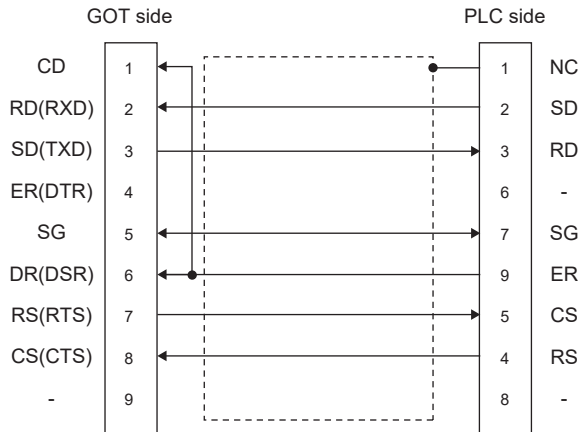 GOT side PLC side
CD 1 1 NC
RD(RXD) 2 2 SD
SD(TXD) 3 3 RD
ER(DTR) 4 6 -
SG 5 7 SG
DR(DSR) 6 9 ER
RS(RTS) 7 5 CS
CS(CTS) 8 4 RS
- 9 8 -